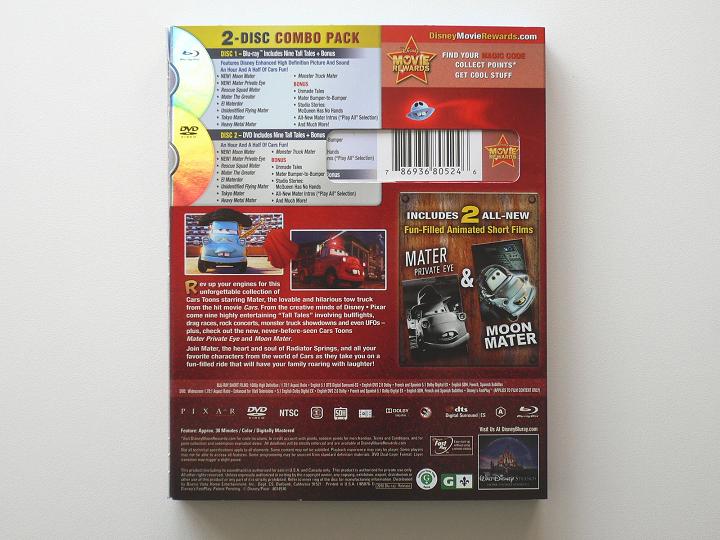 2-DISC COMBO PACK
DISC 1 – Blu-ray™ Includes Nine Tall Tales + Bonus
Features Disney Enhanced High Definition Picture And Sound
An Hour And A Half Of Cars Fun!
• NEW! Moon Mater
• NEW! Mater Private Eye
• Rescue Squad Mater
• Mater The Greater
• El Materdor
• Unidentified Flying Mater
• Tokyo Mater
• Heavy Metal Mater
• Monster Truck Mater
BONUS
• Unmade Tales
• Mater Bumper-to-Bumper
• Studio Stories:
McQueen Has No Hands
• All-New Mater Intros ("Play All" Selection)
• And Much More!
DISC 2 – DVD Includes Nine Tall Tales + Bonus
An Hour And A Half Of Cars Fun!
• NEW! Moon Mater
• NEW! Mater Private Eye
• Rescue Squad Mater
• Mater The Greater
• El Materdor
• Unidentified Flying Mater
• Tokyo Mater
• Heavy Metal Mater
• Monster Truck Mater
BONUS
• Unmade Tales
• Mater Bumper-to-Bumper
• Studio Stories:
McQueen Has No Hands
• All-New Mater Intros ("Play All" Selection)
• And Much More!
DisneyMovieRewards.com
Disney
MOVIE
REWARDS
FIND YOUR MAGIC CODE
COLLECT POINTS*
GET COOL STUFF
7 86936 80524 6
MOVIE
REWARDS
INCLUDES 2 ALL-NEW
Fun-Filled Animated Short Films
MATER
PRIVATE EYE
&
MOON
MATER
Rev up your engines for this
unforgettable collection of
Cars Toons starring Mater, the lovable and hilarious tow truck
from the hit movie Cars. From the creative minds of Disney • Pixar
come nine highly entertaining "Tall Tales" involving bullfights,
drag races, rock concerts, monster truck showdowns and even UFOs –
plus, check out the new, never-before-seen Cars Toons
Mater Private Eye and Moon Mater.
Join Mater, the heart and soul of Radiator Springs, and all your
favorite characters from the world of Cars as they take you on a
fun-filled ride that will have your family roaring with laughter!
PIXAR
DVD
VIDEO
NTSC
DOLBY
dts
Digital Surround | ES
Blu-ray Disc
Feature: Approx. 38 Minutes / Color / Digitally Mastered
Visit Us At
DisneyBluray.com
WALT DISNEY STUDIOS